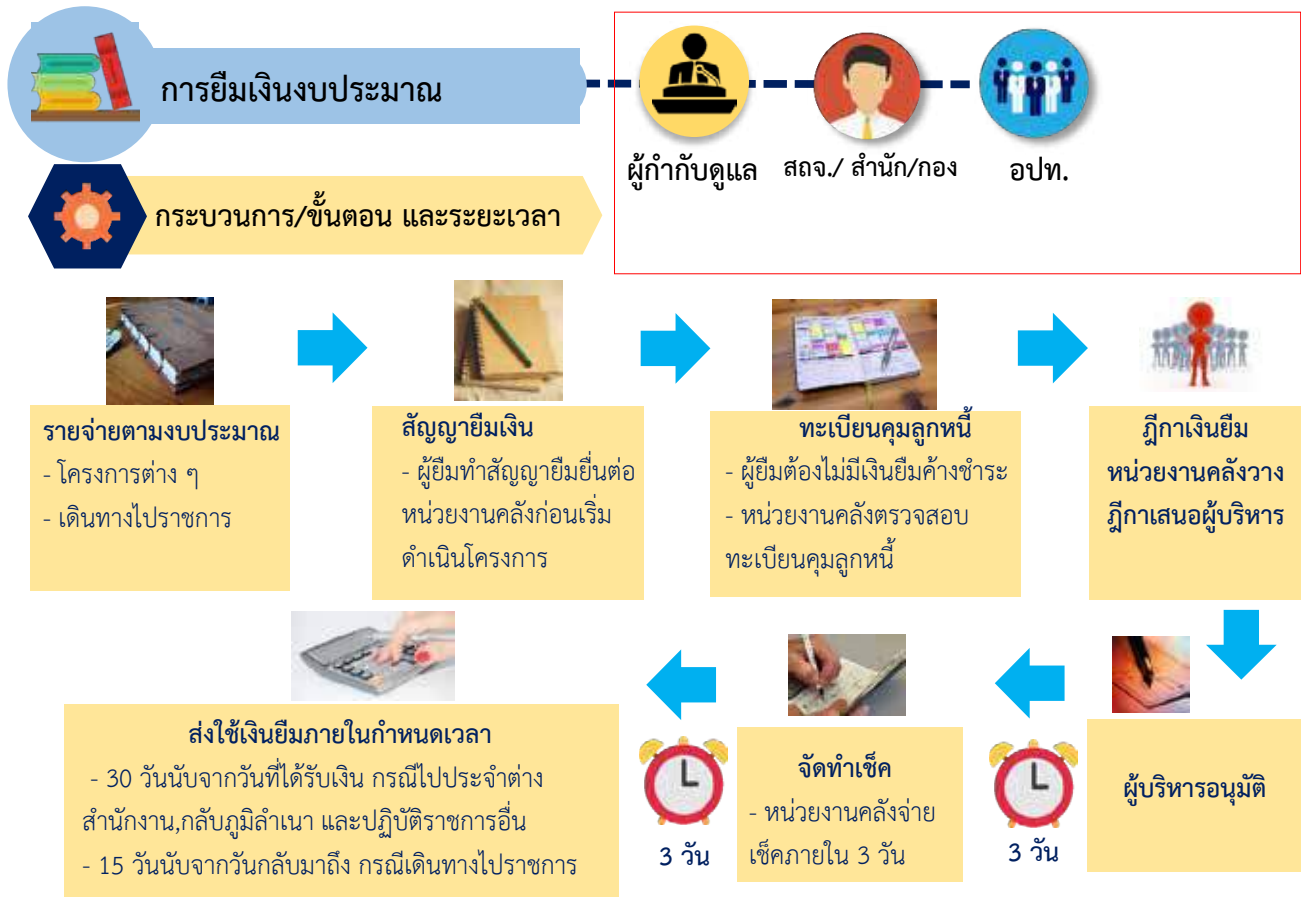 การยืมเงินงบประมาณ
ผู้กำกับดูแล
สถจ./ สำนัก/กอง
อปท.
กระบวนการ/ขั้นตอน และระยะเวลา
รายจ่ายตามงบประมาณ
- โครงการต่าง ๆ
- เดินทางไปราชการ
สัญญายืมเงิน
- ผู้ยืมทำสัญญายืมยื่นต่อ
หน่วยงานคลังก่อนเริ่ม
ดำเนินโครงการ
ทะเบียนคุมลูกหนี้
- ผู้ยืมต้องไม่มีเงินยืมค้างชำระ
- หน่วยงานคลังตรวจสอบ
ทะเบียนคุมลูกหนี้
ฎีกาเงินยืม
หน่วยงานคลังวาง
ฎีกาเสนอผู้บริหาร
ผู้บริหารอนุมัติ
3 วัน
จัดทำเช็ค
- หน่วยงานคลังจ่าย
เช็คภายใน 3 วัน
3 วัน
ส่งใช้เงินยืมภายในกำหนดเวลา
- 30 วันนับจากวันที่ได้รับเงิน กรณีไปประจำต่าง
สำนักงาน,กลับภูมิลำเนา และปฏิบัติราชการอื่น
- 15 วันนับจากวันกลับมาถึง กรณีเดินทางไปราชการ